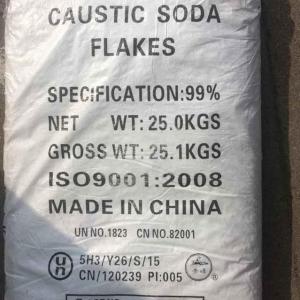 CAUSTIC SODA
FLAKES
SPECIFICATION:99%
NET WT: 25.0KGS
GROSS WT: 25.1KGS
ISO9001:2008
MADE IN CHINA
UN NO.1823 CN NO.82001
un 5H3/Y26/S/15
CN/120239 PI:005